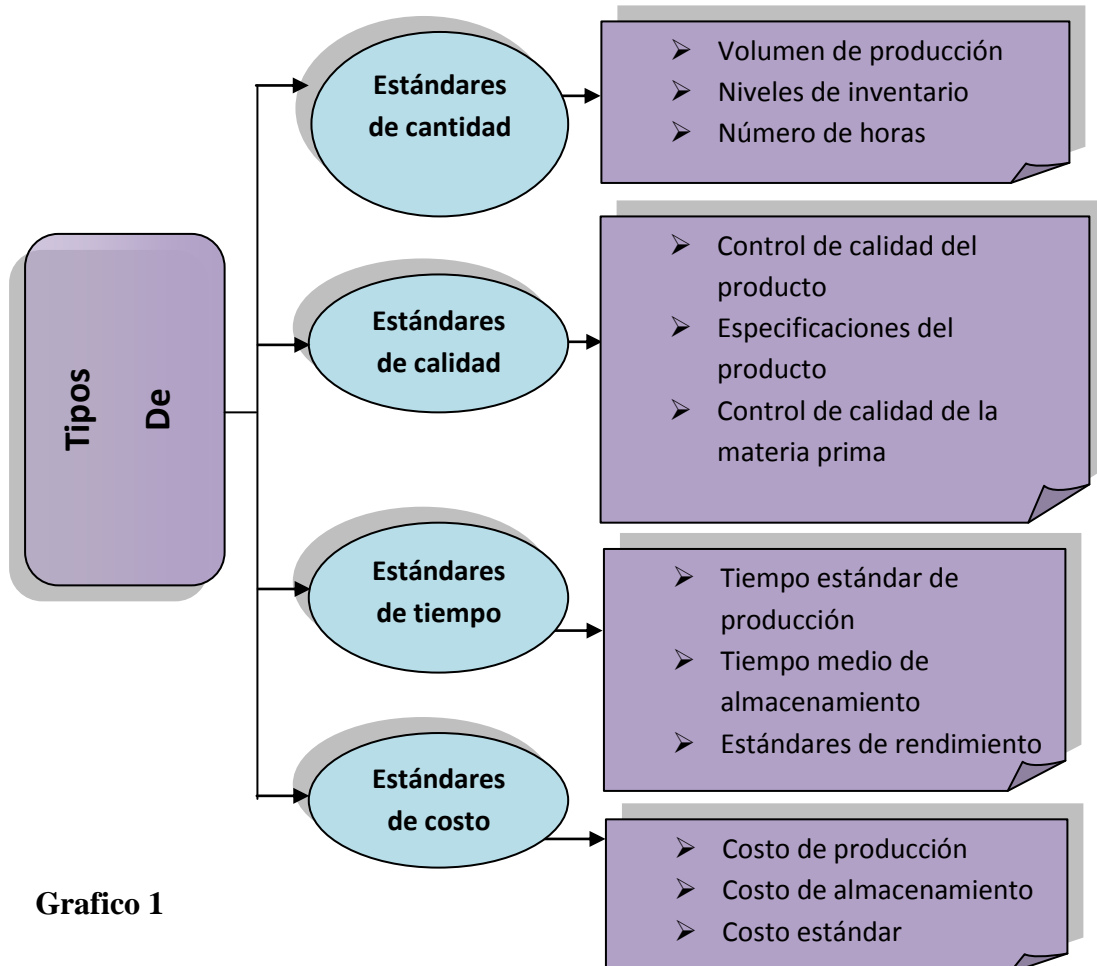 Tipos
De
Estándares
de cantidad
➢ Volumen de producción
➢ Niveles de inventario
➢ Número de horas
Estándares
de calidad
➢ Control de calidad del
producto
➢ Especificaciones del
producto
➢ Control de calidad de la
materia prima
Estándares
de tiempo
➢ Tiempo estándar de
producción
➢ Tiempo medio de
almacenamiento
➢ Estándares de rendimiento
Estándares
de costo
➢ Costo de producción
➢ Costo de almacenamiento
➢ Costo estándar
Grafico 1